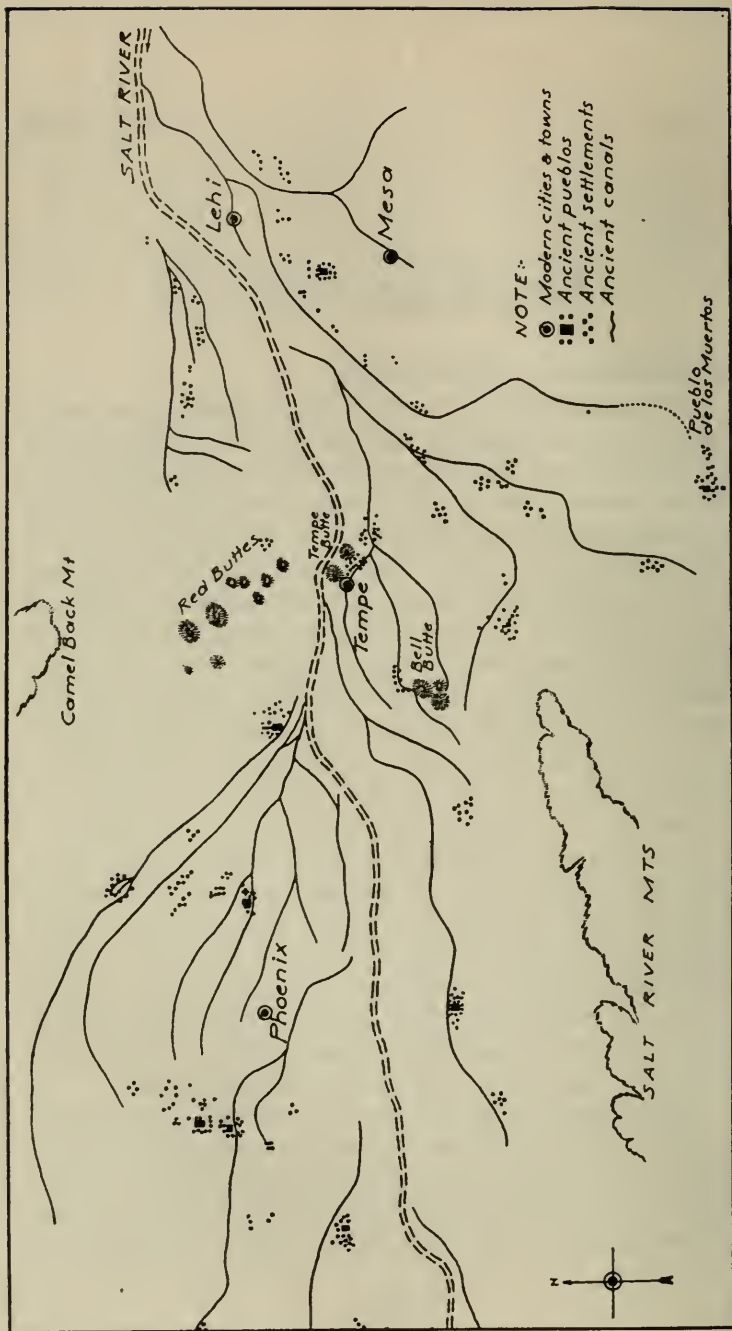 SALT RIVER
Camel Back Mt
Red Buttes
Tempe
Butte
Lehi
Mesa
Tempe
Bell
Butte
Phoenix
NOTE:-
Modern cities & towns
Ancient pueblos
Ancient settlements
Ancient canals
Pueblo
de los Muertos
SALT RIVER MTS
N